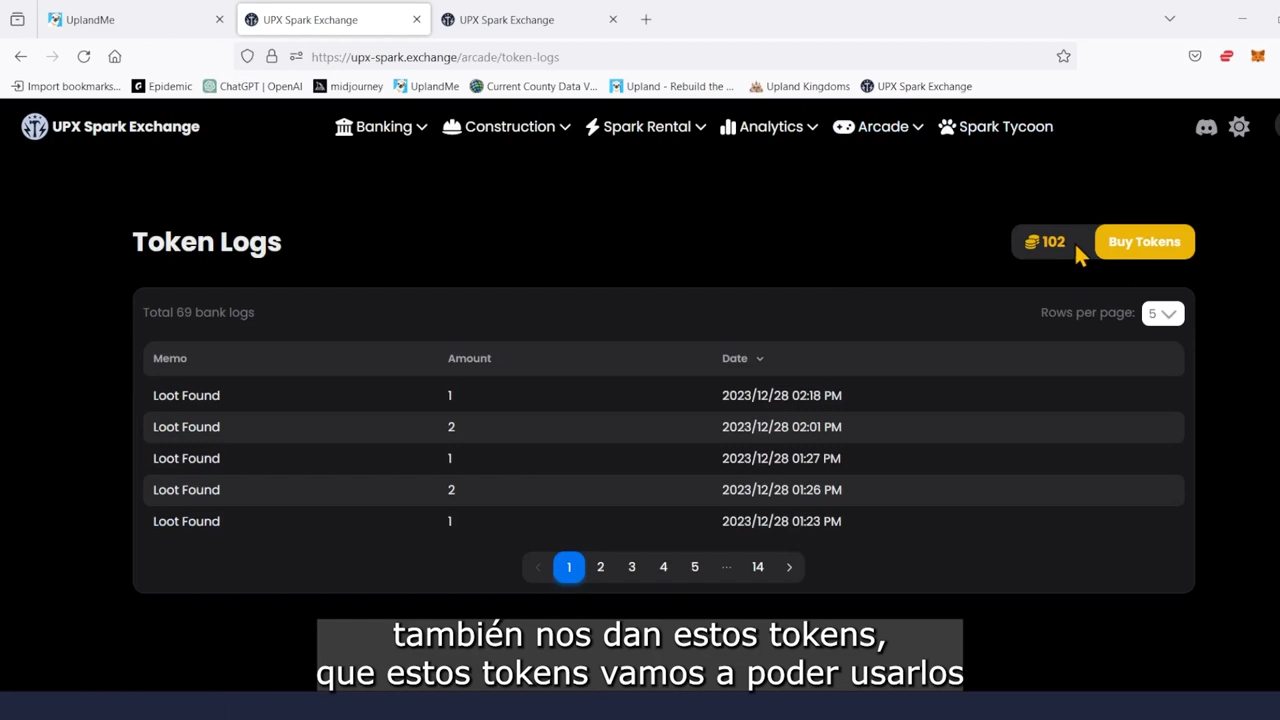 UplandMe
UPX Spark Exchange
UPX Spark Exchange
https://upx-spark.exchange/arcade/token-logs
Import bookmarks...
Epidemic
ChatGPT | OpenAI
midjourney
UplandMe
Current County Data V...
Upland - Rebuild the ...
Upland Kingdoms
UPX Spark Exchange
UPX Spark Exchange
Banking
Construction
Spark Rental
Analytics
Arcade
Spark Tycoon
Token Logs
102
Buy Tokens
Total 69 bank logs
Rows per page: 5
Memo Amount Date
Loot Found 1 2023/12/28 02:18 PM
Loot Found 2 2023/12/28 02:01 PM
Loot Found 1 2023/12/28 01:27 PM
Loot Found 2 2023/12/28 01:26 PM
Loot Found 1 2023/12/28 01:23 PM
1 2 3 4 5 ... 14
también nos dan estos tokens,
que estos tokens vamos a poder usarlos